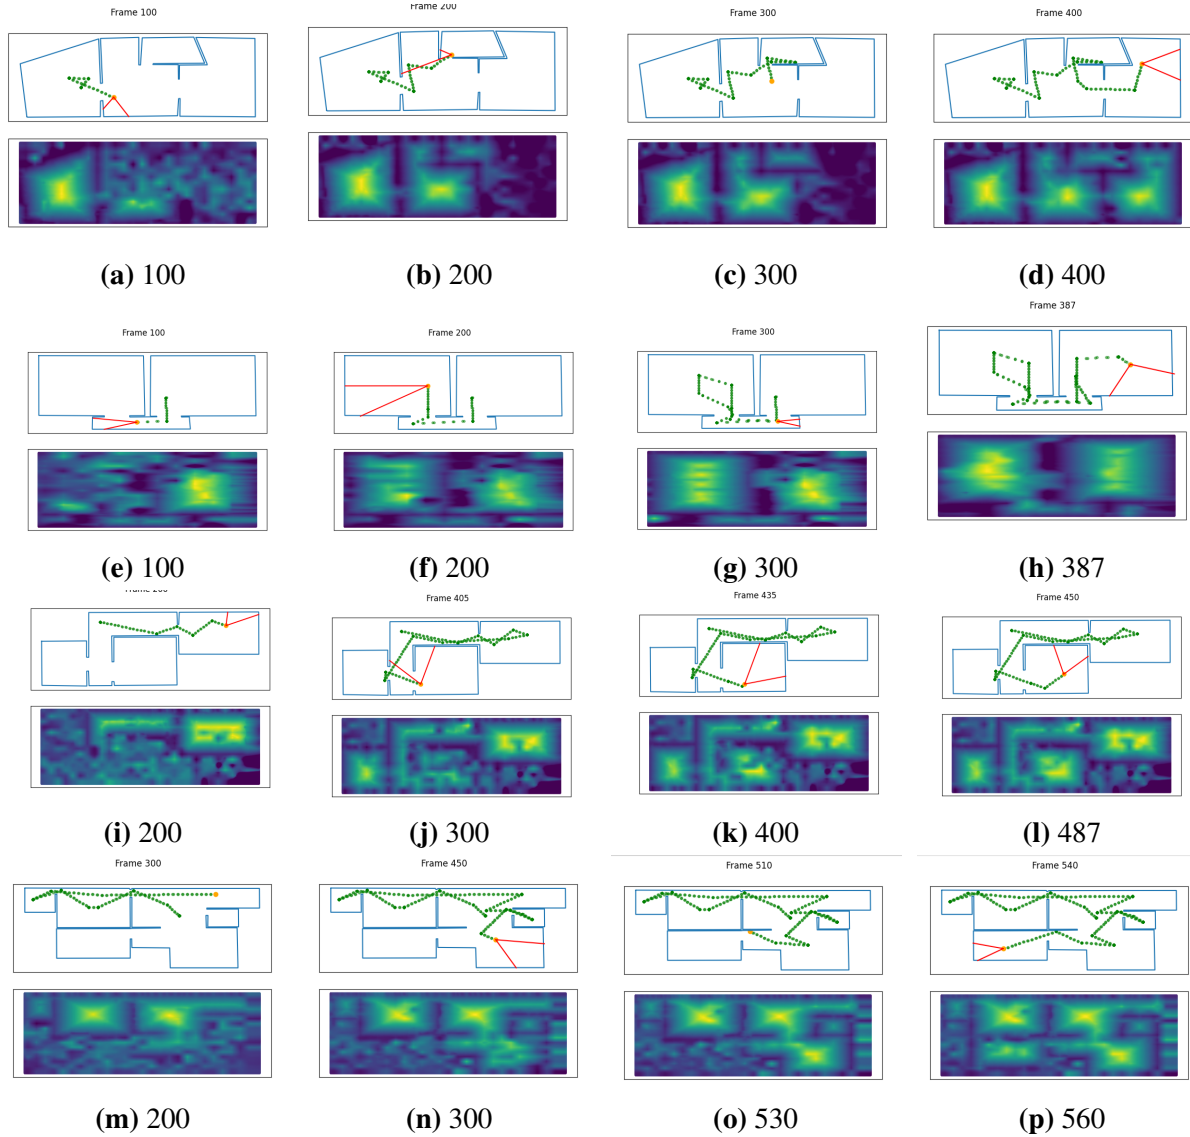 Frame 100
Frame 200
Frame 300
Frame 400
(a) 100
(b) 200
(c) 300
(d) 400
Frame 100
Frame 200
Frame 300
Frame 387
(e) 100
(f) 200
(g) 300
(h) 387
Frame 200
Frame 405
Frame 435
Frame 450
(i) 200
(j) 300
(k) 400
(l) 487
Frame 300
Frame 450
Frame 510
Frame 540
(m) 200
(n) 300
(o) 530
(p) 560